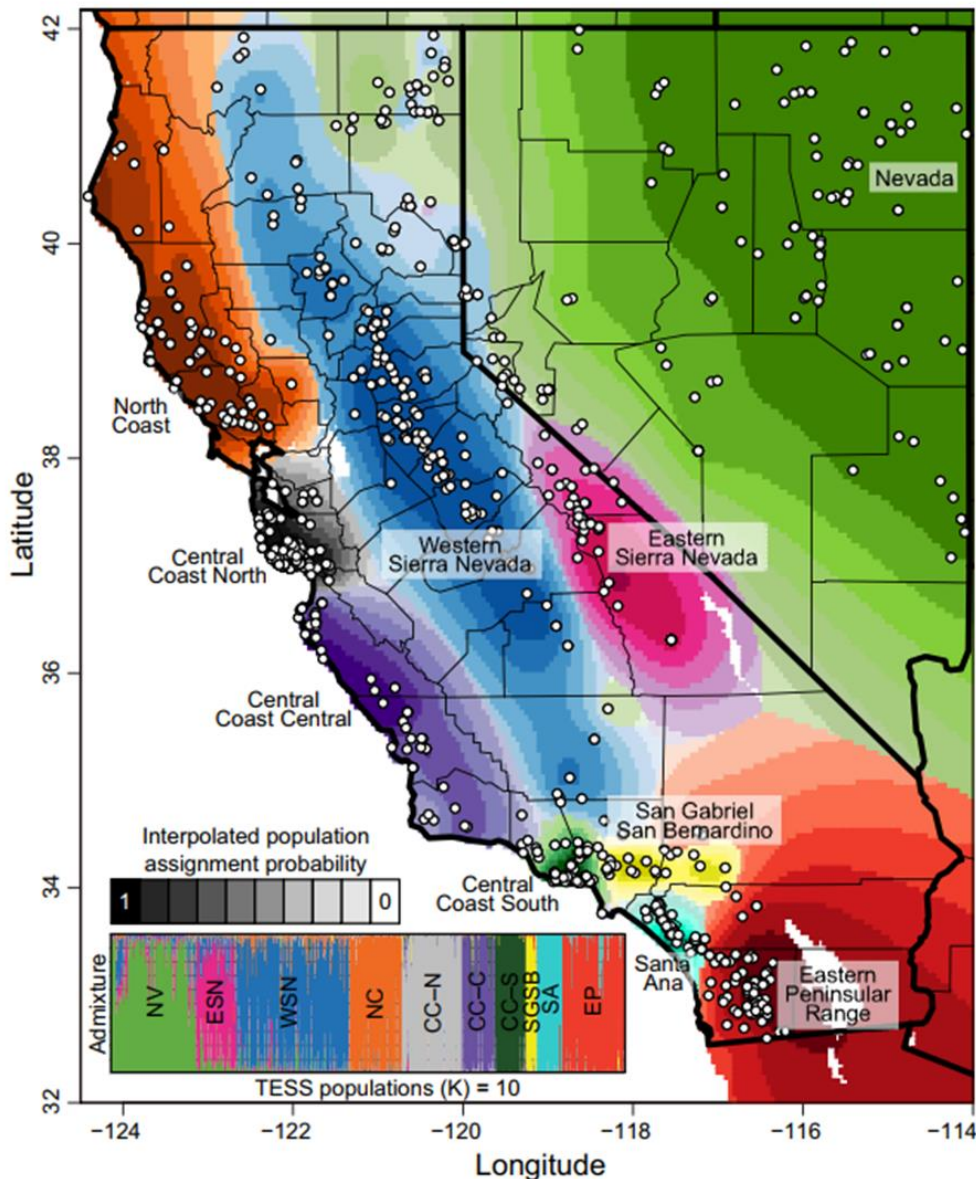 42
40
38
36
34
32
Latitude
Nevada
North
Coast
Central
Coast North
Western
Sierra Nevada
Eastern
Sierra Nevada
Central
Coast Central
San Gabriel
San Bernardino
Interpolated population
assignment probability
1
0
Central
Coast South
Santa
Ana
Eastern
Peninsular
Range
Admixture
NV
ESN
WSN
NC
CC–N
CC–C
CC–S
SGSB
SA
EP
TESS populations (K) = 10
−124
−122
−120
−118
−116
−114
Longitude